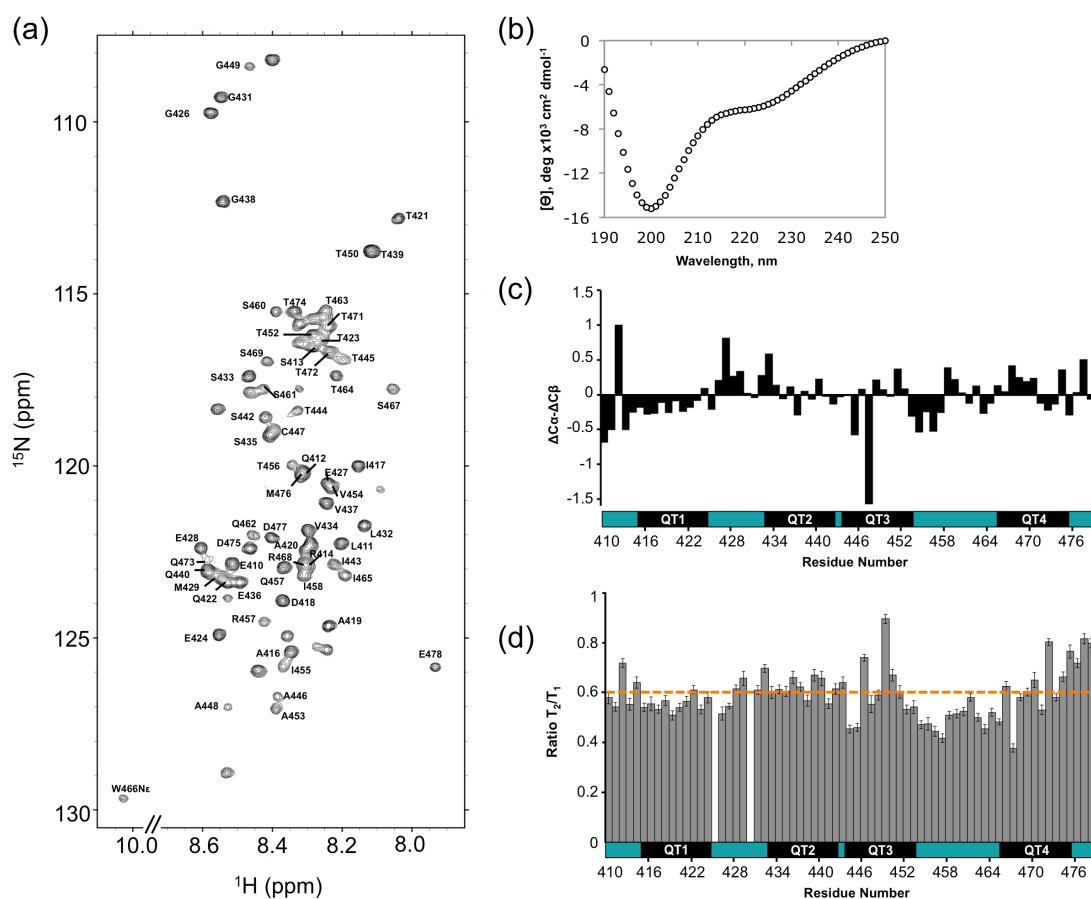 (a)
G449
G431
G426
G438
T421
T450 T439
S460 T474 T463
T471
T452 T423
S469 S413 T445
T472
S433 T464
S461 S467
S442 T444
S435 C447
T456 Q412 E427 I417
M476 V454
V437
Q462 D477 V434 L432
E428 D475 A420 L411
Q473 E410 R468 R414 I443
Q440 Q457 I465
M429 I458
Q422 E436 D418
R457 A419
E424
A416 E478
I455
A446
A448 A453
W466Nε
110
115
120
125
130
15N (ppm)
10.0 8.6 8.4 8.2 8.0
1H (ppm)
(b)
0
-4
-8
-12
-16
[Θ], deg x10³ cm² dmol⁻¹
190 200 210 220 230 240 250
Wavelength, nm
(c)
1.5
1
0.5
0
-0.5
-1
-1.5
ΔCα-ΔCβ
QT1 QT2 QT3 QT4
410 416 422 428 434 440 446 452 458 464 470 476
Residue Number
(d)
1
0.8
0.6
0.4
0.2
0
Ratio T2/T1
QT1 QT2 QT3 QT4
410 416 422 428 434 440 446 452 458 464 470 476
Residue Number